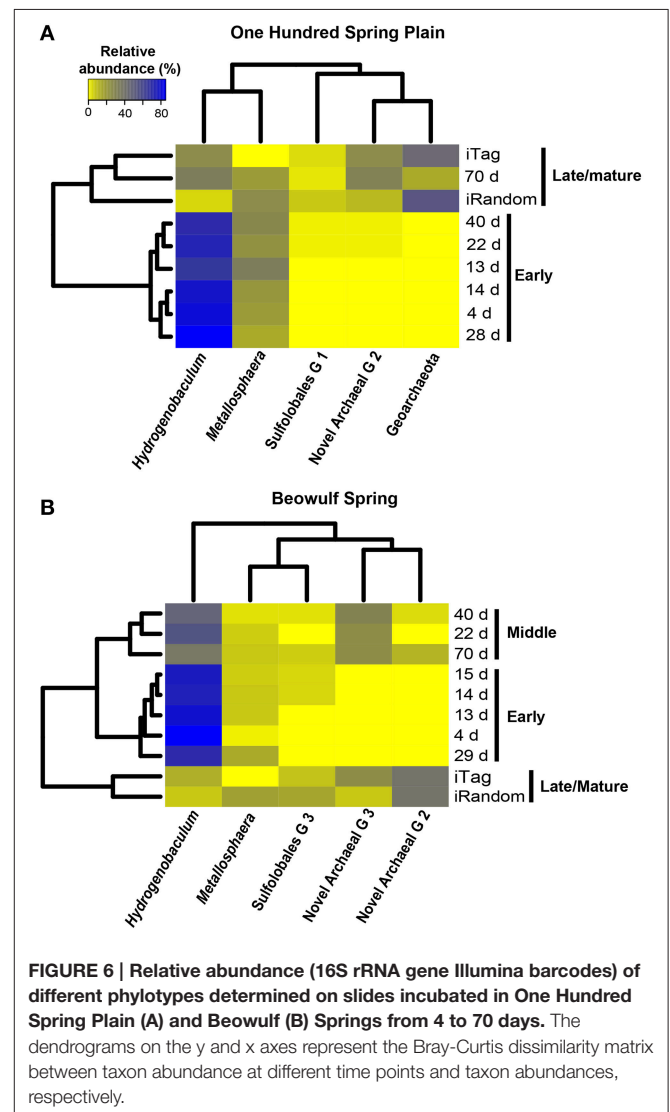 A
One Hundred Spring Plain
Relative
abundance (%)
0 40 80
iTag
70 d
iRandom
Late/mature
40 d
22 d
13 d
14 d
4 d
28 d
Early
Hydrogenobaculum
Metallosphaera
Sulfolobales G 1
Novel Archaeal G 2
Geoarchaeota
B
Beowulf Spring
40 d
22 d
70 d
Middle
15 d
14 d
13 d
4 d
29 d
Early
iTag
iRandom
Late/Mature
Hydrogenobaculum
Metallosphaera
Sulfolobales G 3
Novel Archaeal G 3
Novel Archaeal G 2
FIGURE 6 | Relative abundance (16S rRNA gene Illumina barcodes) of
different phylotypes determined on slides incubated in One Hundred
Spring Plain (A) and Beowulf (B) Springs from 4 to 70 days. The
dendrograms on the y and x axes represent the Bray-Curtis dissimilarity matrix
between taxon abundance at different time points and taxon abundances,
respectively.